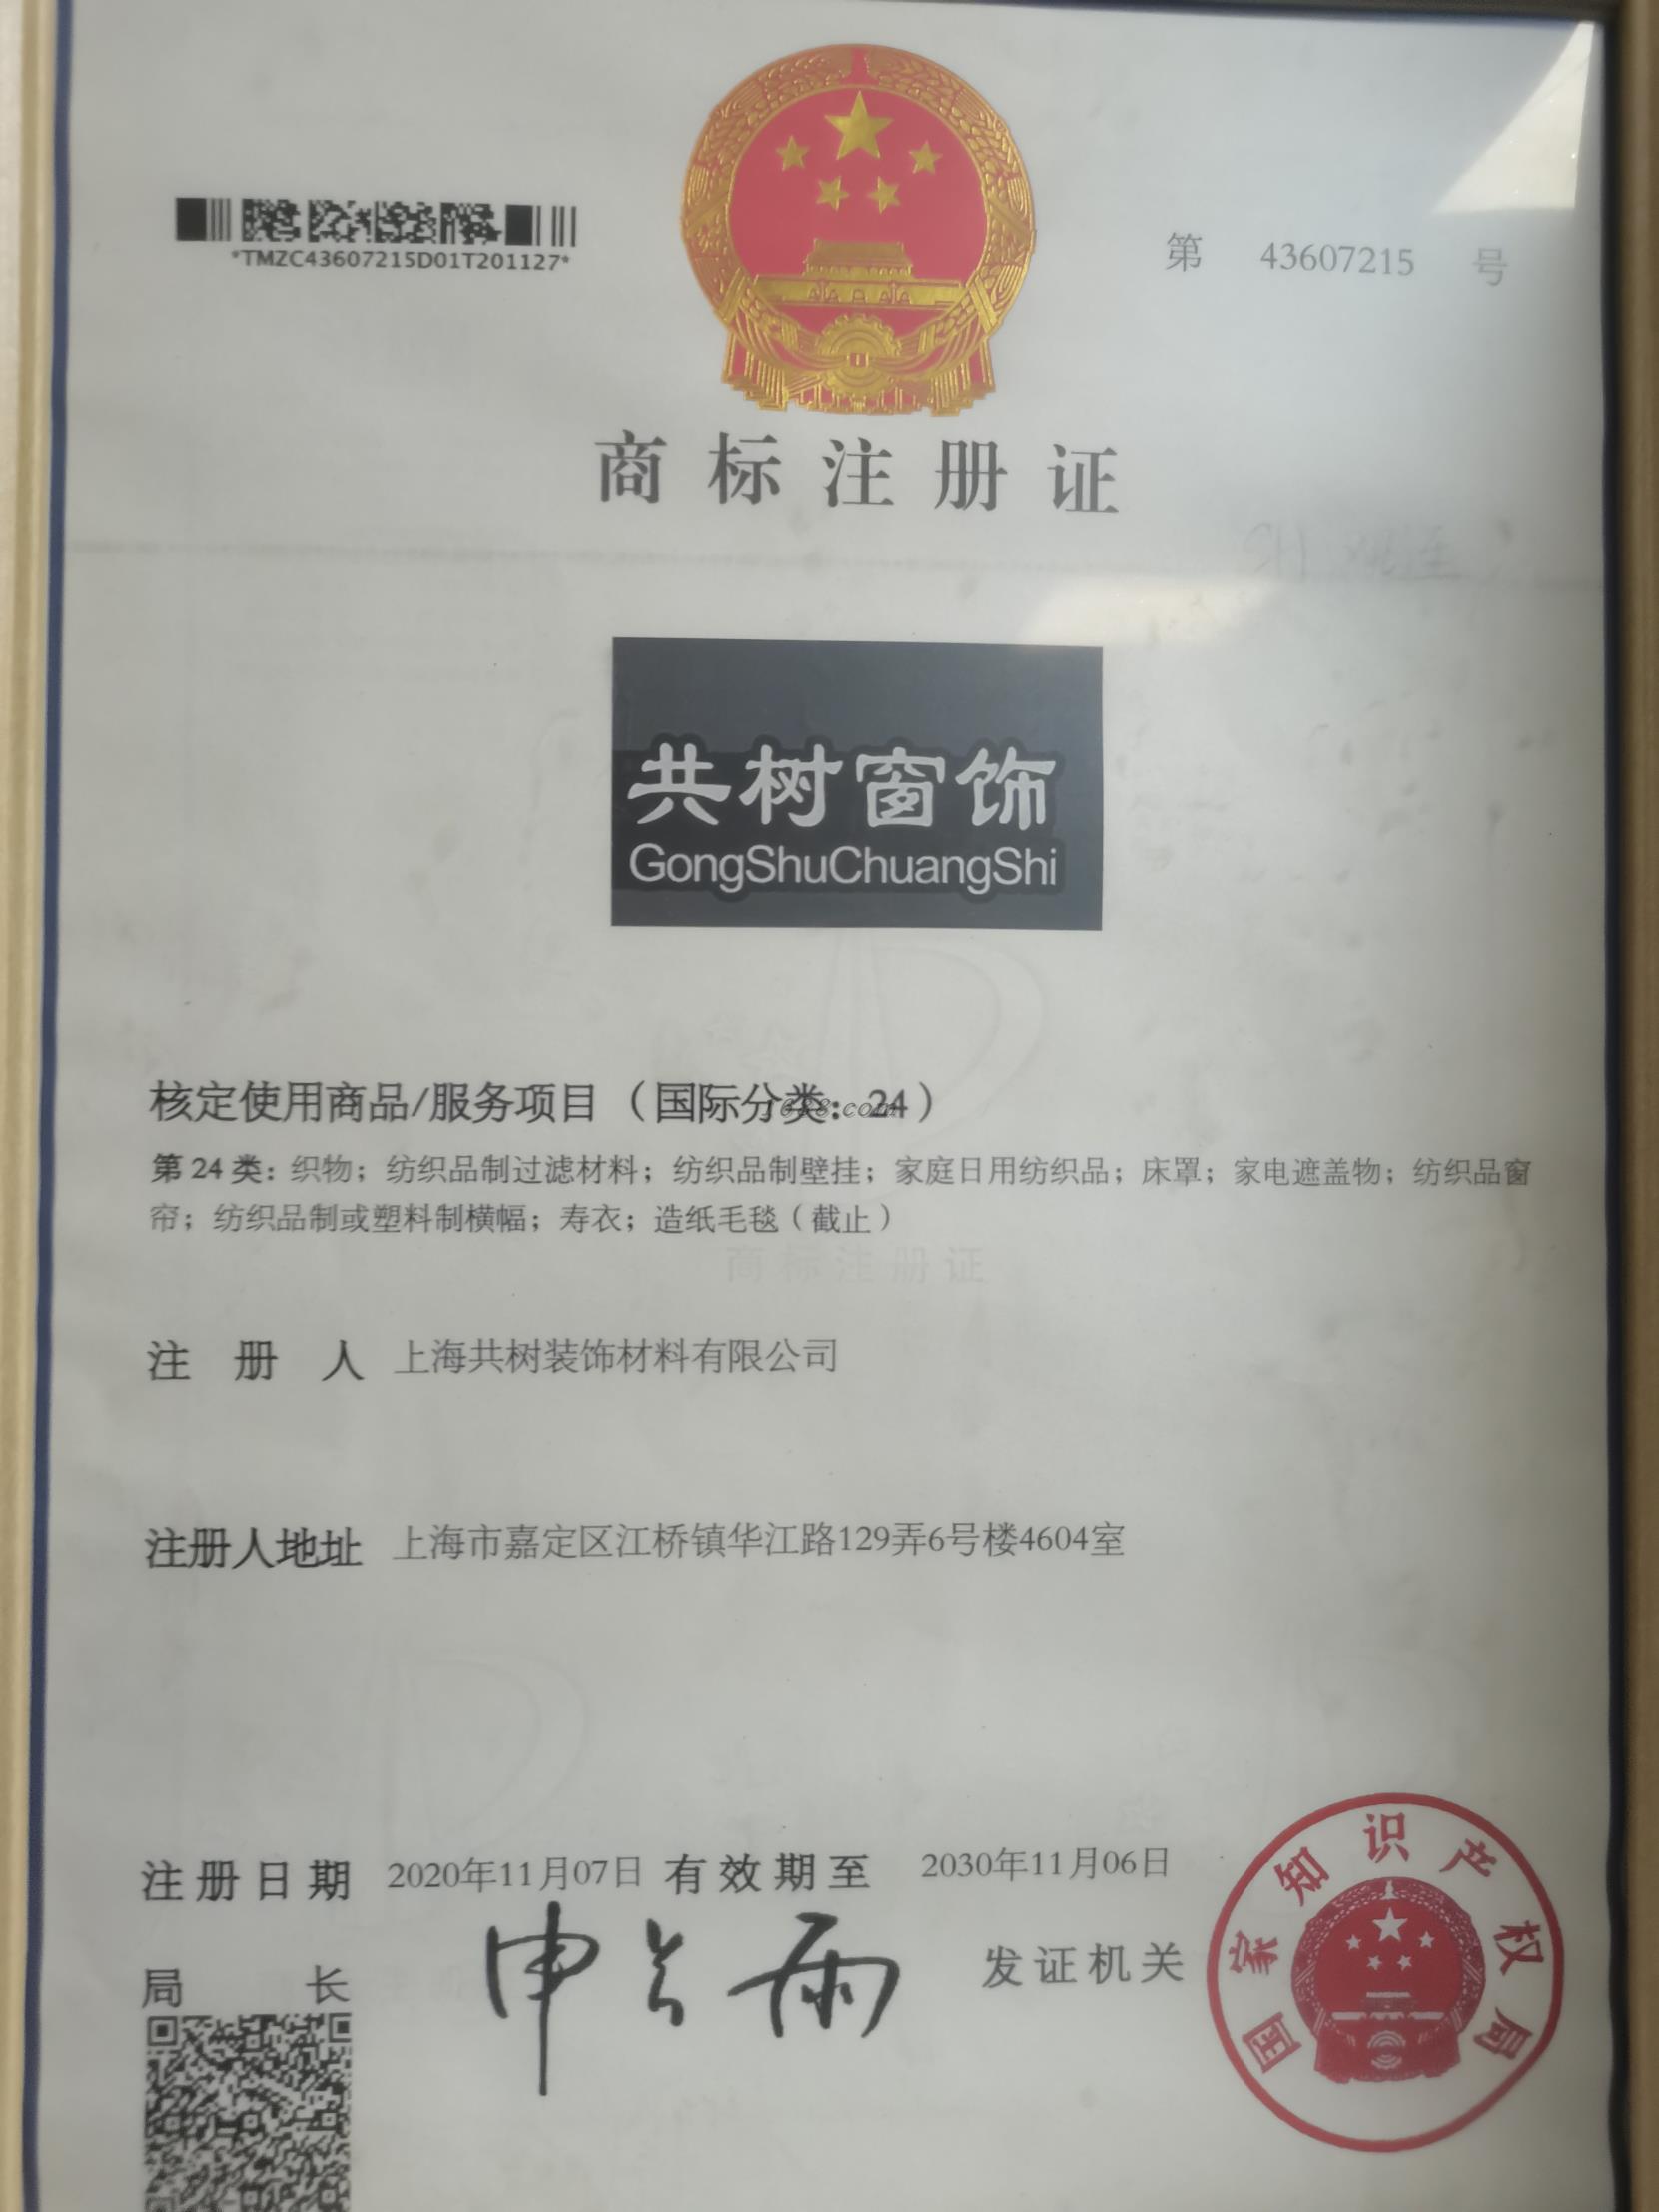 *TMZC43607215D01T201127*
第 43607215 号
商标注册证
共树窗饰
GongShuChuangShi
核定使用商品/服务项目（国际分类：24）
第24类：织物；纺织品制过滤材料；纺织品制壁挂；家庭日用纺织品；床罩；家电遮盖物；纺织品窗
帘；纺织品制或塑料制横幅；寿衣；造纸毛毯（截止）
商标注册证
注册人 上海共树装饰材料有限公司
注册人地址 上海市嘉定区江桥镇华江路129弄6号楼4604室
注册日期 2020年11月07日 有效期至 2030年11月06日
局长 申长雨 发证机关
国家知识产权局